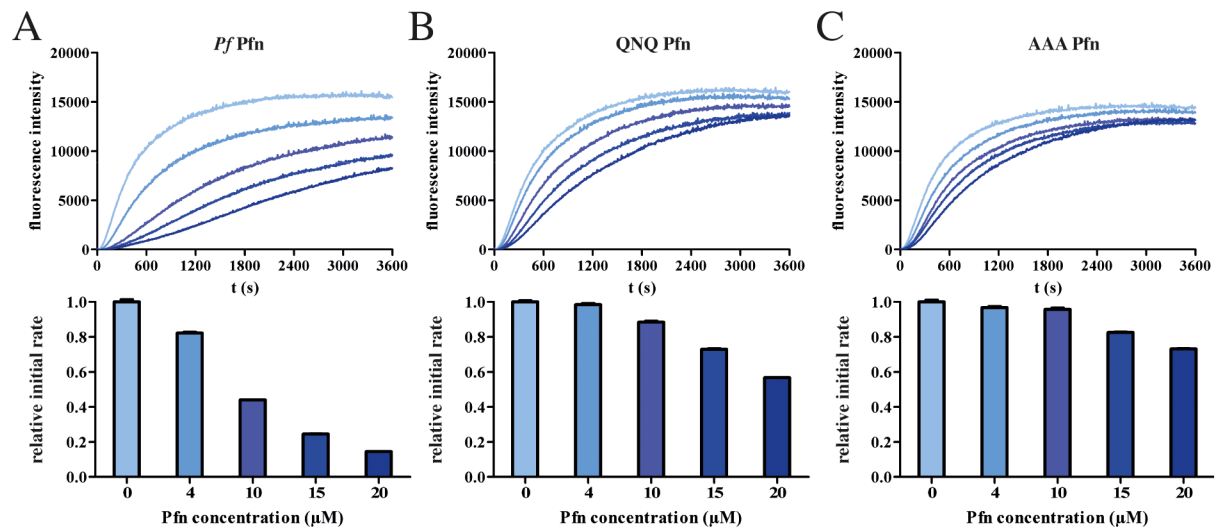 A
Pf Pfn
20000
15000
10000
5000
0
fluorescence intensity
0 600 1200 1800 2400 3000 3600
t (s)
1.0
0.8
0.6
0.4
0.2
0.0
relative initial rate
0 4 10 15 20
Pfn concentration (μM)
B
QNQ Pfn
20000
15000
10000
5000
0
fluorescence intensity
0 600 1200 1800 2400 3000 3600
t (s)
1.0
0.8
0.6
0.4
0.2
0.0
relative initial rate
0 4 10 15 20
Pfn concentration (μM)
C
AAA Pfn
20000
15000
10000
5000
0
fluorescence intensity
0 600 1200 1800 2400 3000 3600
t (s)
1.0
0.8
0.6
0.4
0.2
0.0
relative initial rate
0 4 10 15 20
Pfn concentration (μM)